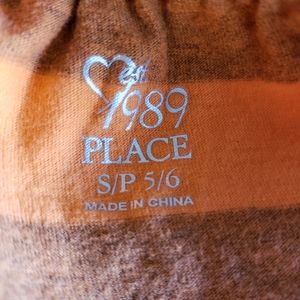 est.
1989
PLACE
S/P 5/6
MADE IN CHINA